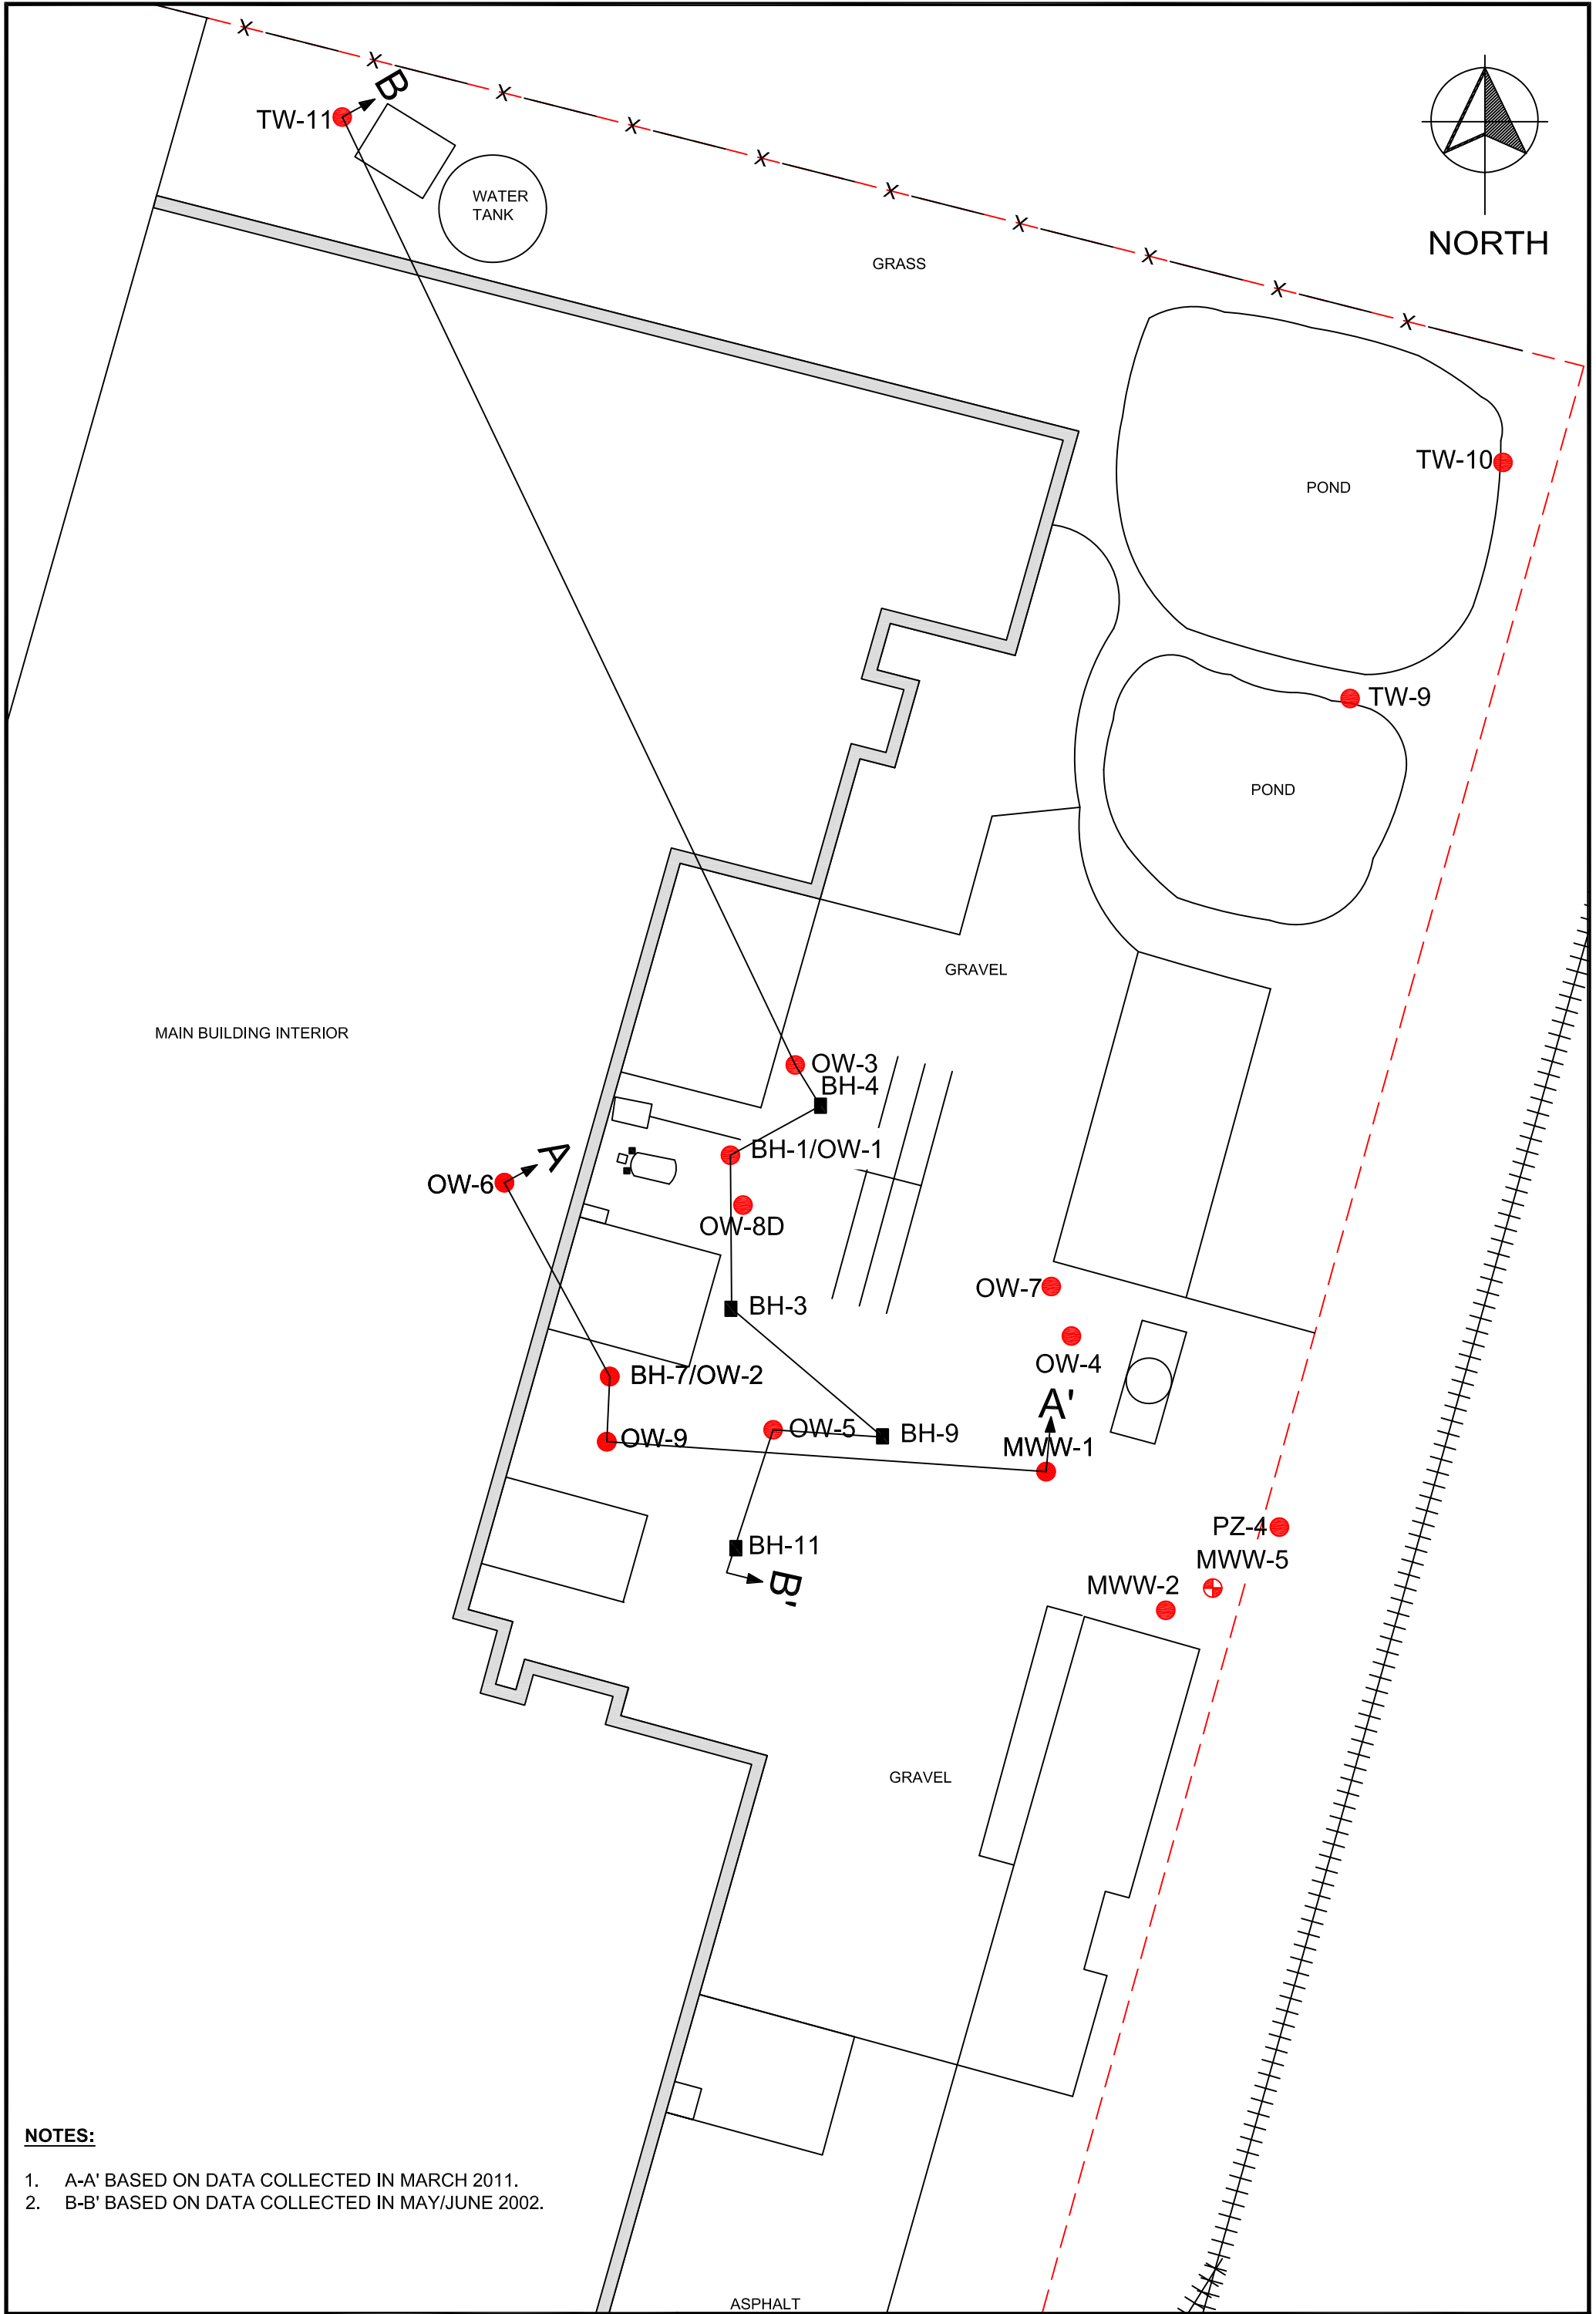 B
TW-11
WATER
TANK
NORTH
GRASS
TW-10
POND
TW-9
POND
GRAVEL
MAIN BUILDING INTERIOR
OW-3
BH-4
BH-1/OW-1
A
OW-6
OW-8D
OW-7
BH-3
OW-4
BH-7/OW-2
A'
OW-5
BH-9
OW-9
MWW-1
PZ-4
BH-11
MWW-5
B'
MWW-2
GRAVEL
NOTES:
1. A-A' BASED ON DATA COLLECTED IN MARCH 2011.
2. B-B' BASED ON DATA COLLECTED IN MAY/JUNE 2002.
ASPHALT